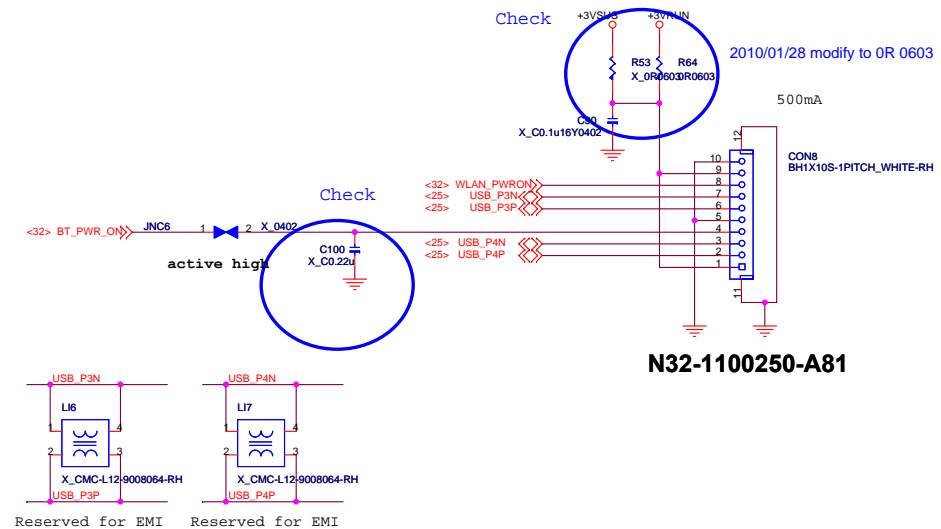 Check
+3VSUS
+3VRUN
R53
X_0R0603
R64
0R0603
2010/01/28 modify to 0R 0603
500mA
C90
X_C0.1u16Y0402
12
CON8
BH1X10S-1PITCH_WHITE-RH
10
9
<32> WLAN_PWRON 8
<25> USB_P3N 7
<25> USB_P3P 6
5
4
<25> USB_P4N 3
<25> USB_P4P 2
1
11
Check
<32> BT_PWR_ON
JNC6
1
2
X_0402
C100
X_C0.22u
active high
N32-1100250-A81
USB_P3N
LI6
1
4
2
3
X_CMC-L12-9008064-RH
USB_P3P
Reserved for EMI
USB_P4N
LI7
1
4
2
3
X_CMC-L12-9008064-RH
USB_P4P
Reserved for EMI